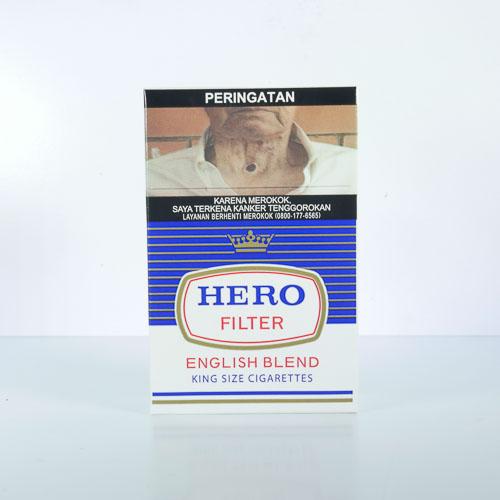 PERINGATAN
KARENA MEROKOK,
SAYA TERKENA KANKER TENGGOROKAN
LAYANAN BERHENTI MEROKOK (0800-177-6565)
HERO
FILTER
ENGLISH BLEND
KING SIZE CIGARETTES